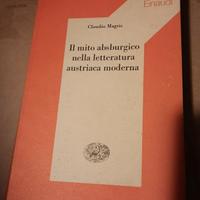 Einaudi
Claudio Magris
Il mito absburgico
nella letteratura
austriaca moderna